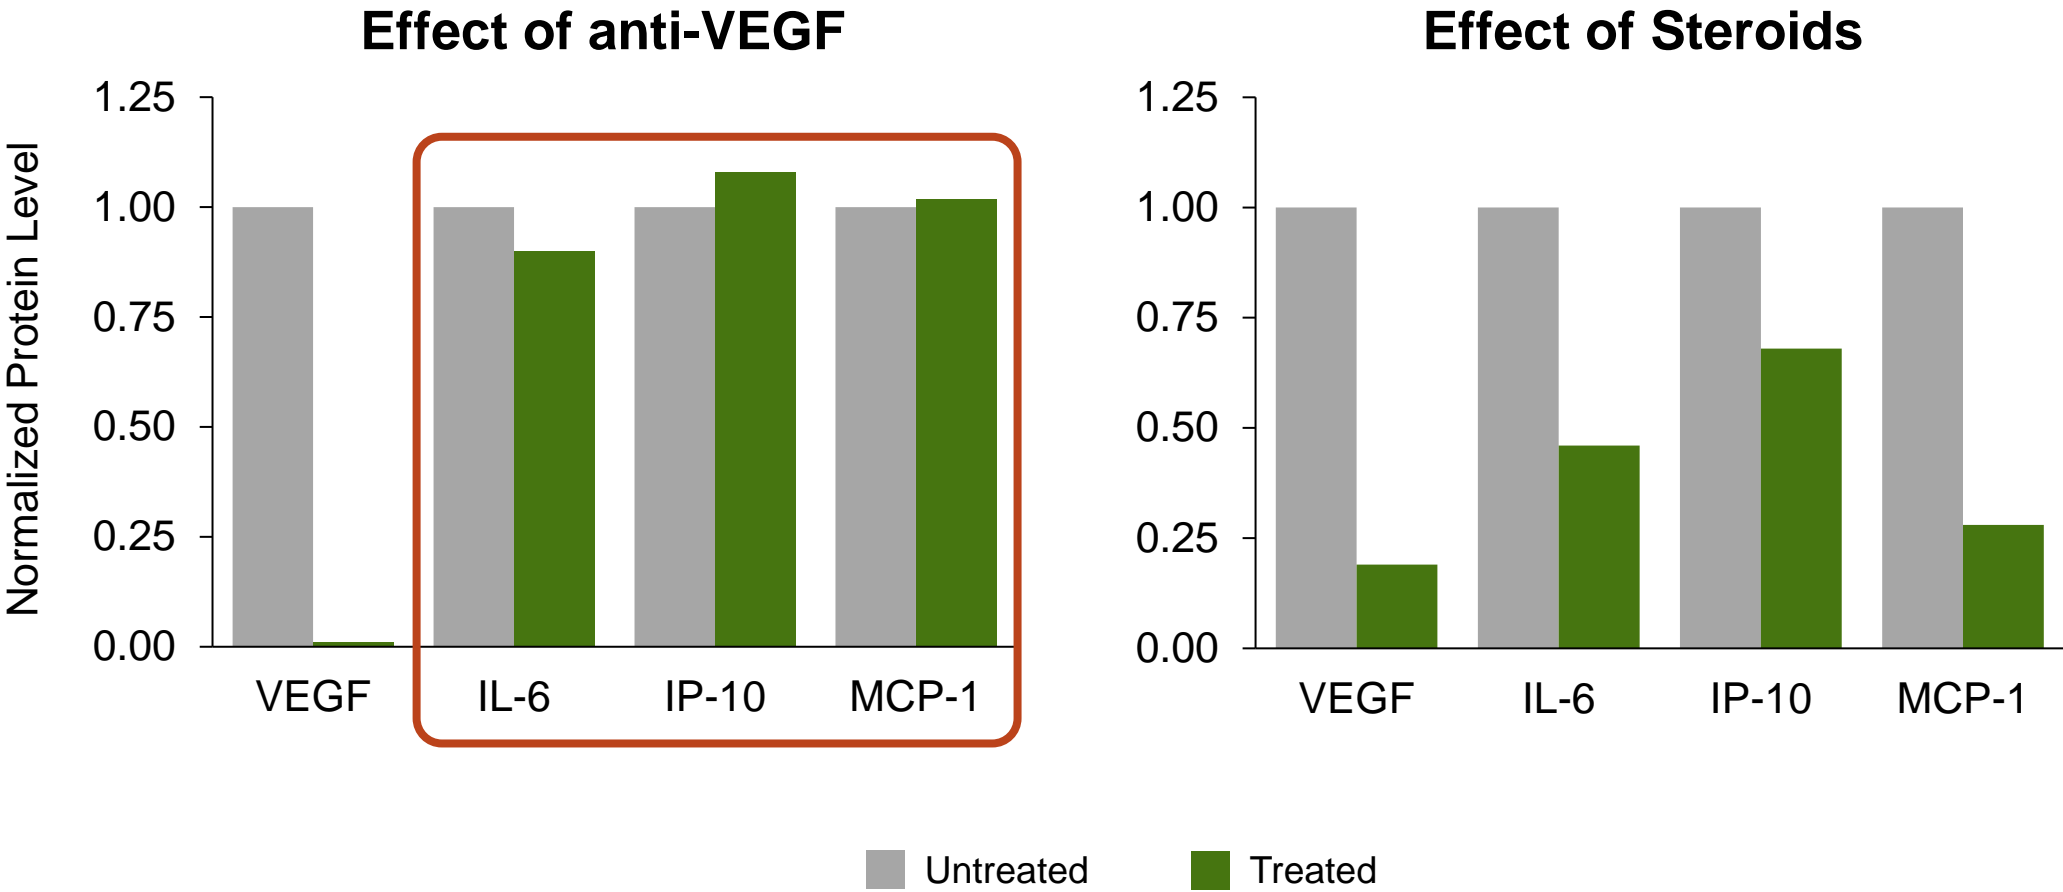 Effect of anti-VEGF
Normalized Protein Level
1.25
1.00
0.75
0.50
0.25
0.00
VEGF IL-6 IP-10 MCP-1
Effect of Steroids
1.25
1.00
0.75
0.50
0.25
0.00
VEGF IL-6 IP-10 MCP-1
Untreated Treated